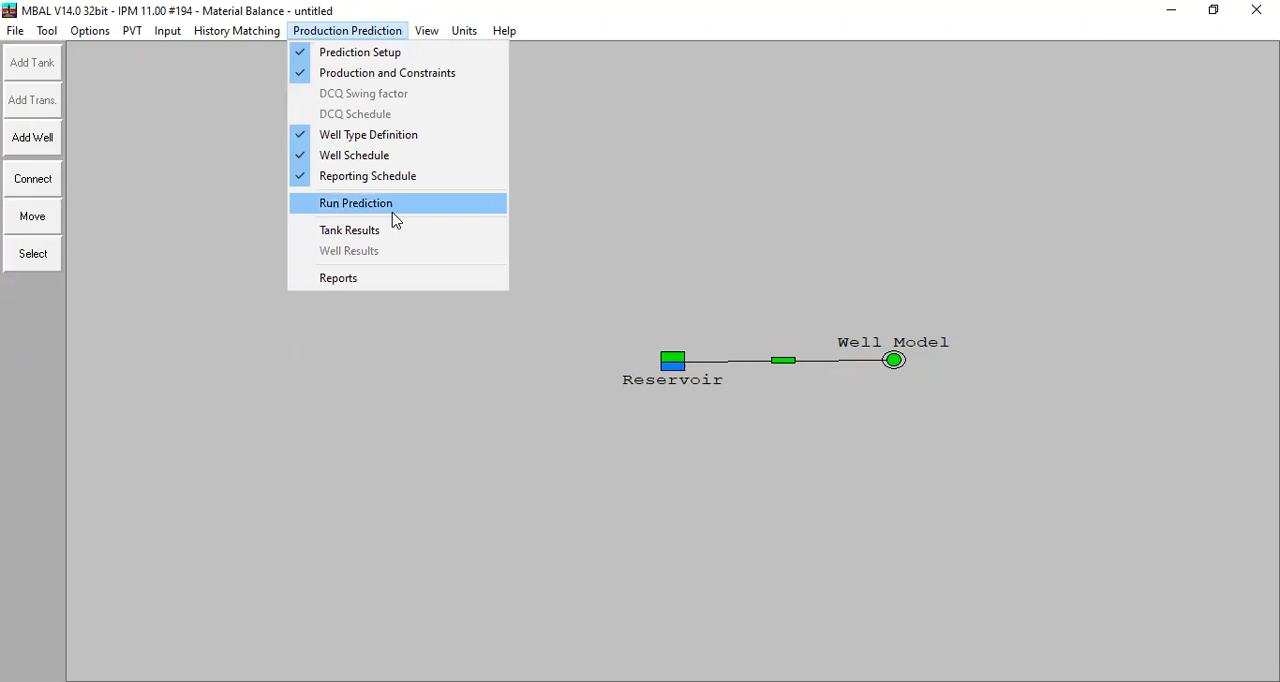 MBAL V14.0 32bit - IPM 11.00 #194 - Material Balance - untitled
File Tool Options PVT Input History Matching Production Prediction View Units Help
Add Tank
Add Trans.
Add Well
Connect
Move
Select
Prediction Setup
Production and Constraints
DCQ Swing factor
DCQ Schedule
Well Type Definition
Well Schedule
Reporting Schedule
Run Prediction
Tank Results
Well Results
Reports
Well Model
Reservoir